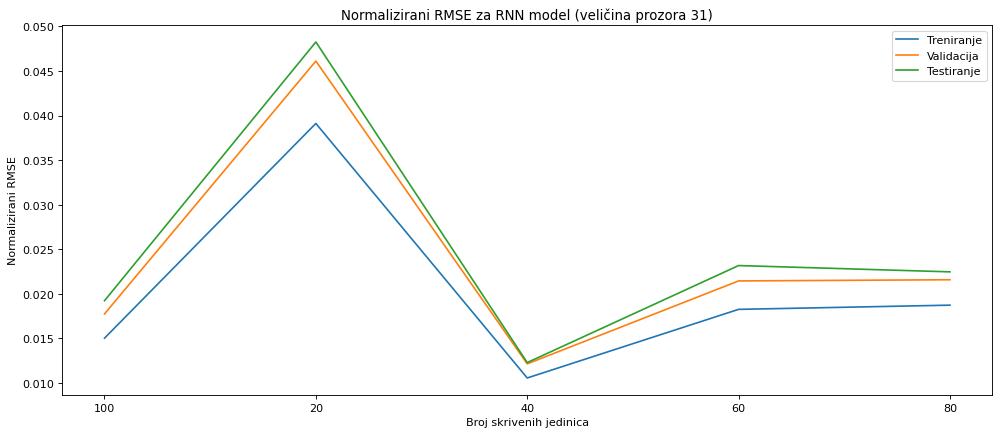 Normalizirani RMSE za RNN model (veličina prozora 31)
Treniranje
Validacija
Testiranje
Normalizirani RMSE
0.050
0.045
0.040
0.035
0.030
0.025
0.020
0.015
0.010
100 20 40 60 80
Broj skrivenih jedinica